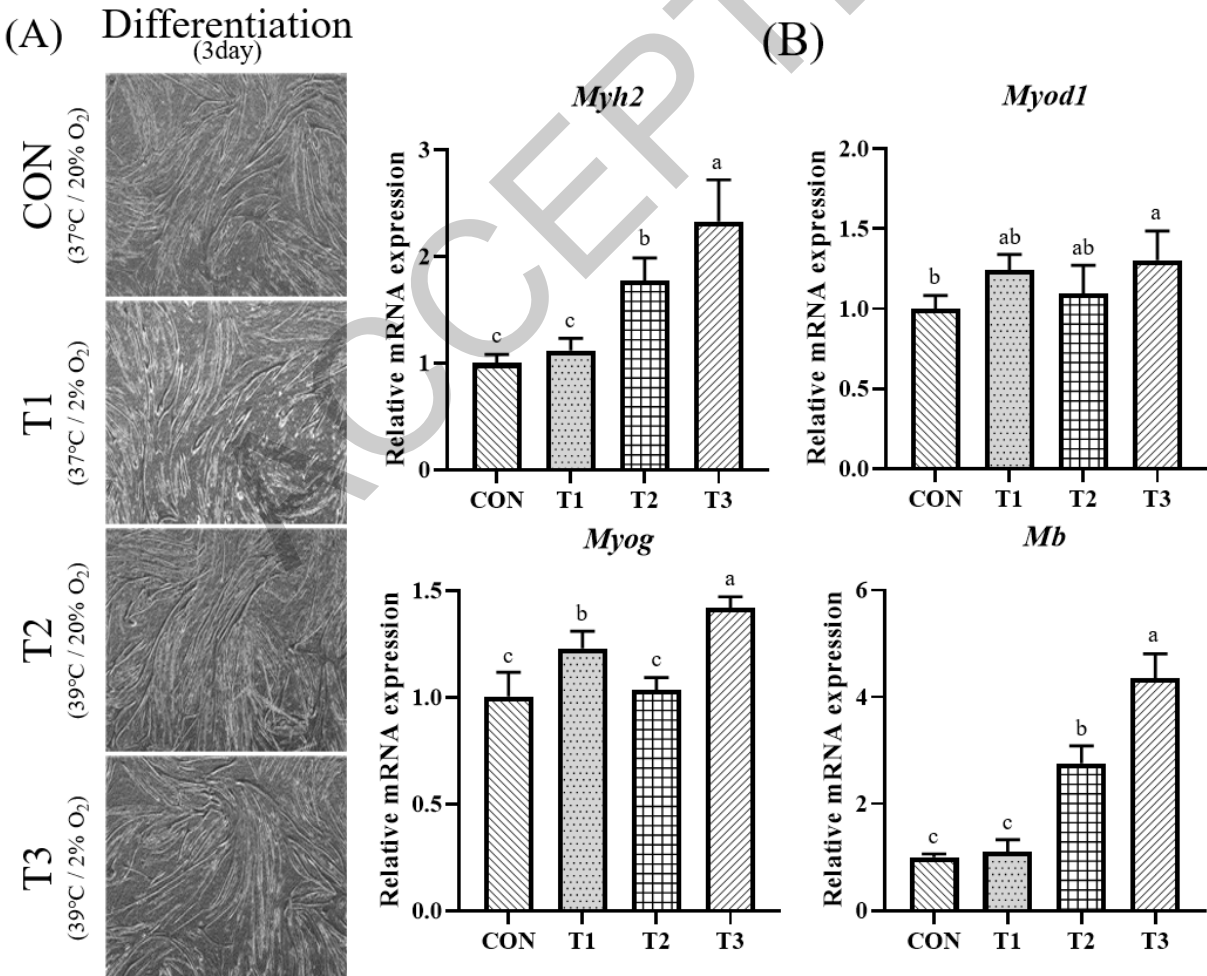 (A)
Differentiation
(3day)
CON
(37°C / 20% O₂)
T1
(37°C / 2% O₂)
T2
(39°C / 20% O₂)
T3
(39°C / 2% O₂)
(B)
Myh2
Relative mRNA expression
3
2
1
0
c
c
b
a
CON T1 T2 T3
Myod1
Relative mRNA expression
2.0
1.5
1.0
0.5
0.0
b
ab
ab
a
CON T1 T2 T3
Myog
Relative mRNA expression
1.5
1.0
0.5
0.0
c
b
c
a
CON T1 T2 T3
Mb
Relative mRNA expression
6
4
2
0
c
c
b
a
CON T1 T2 T3